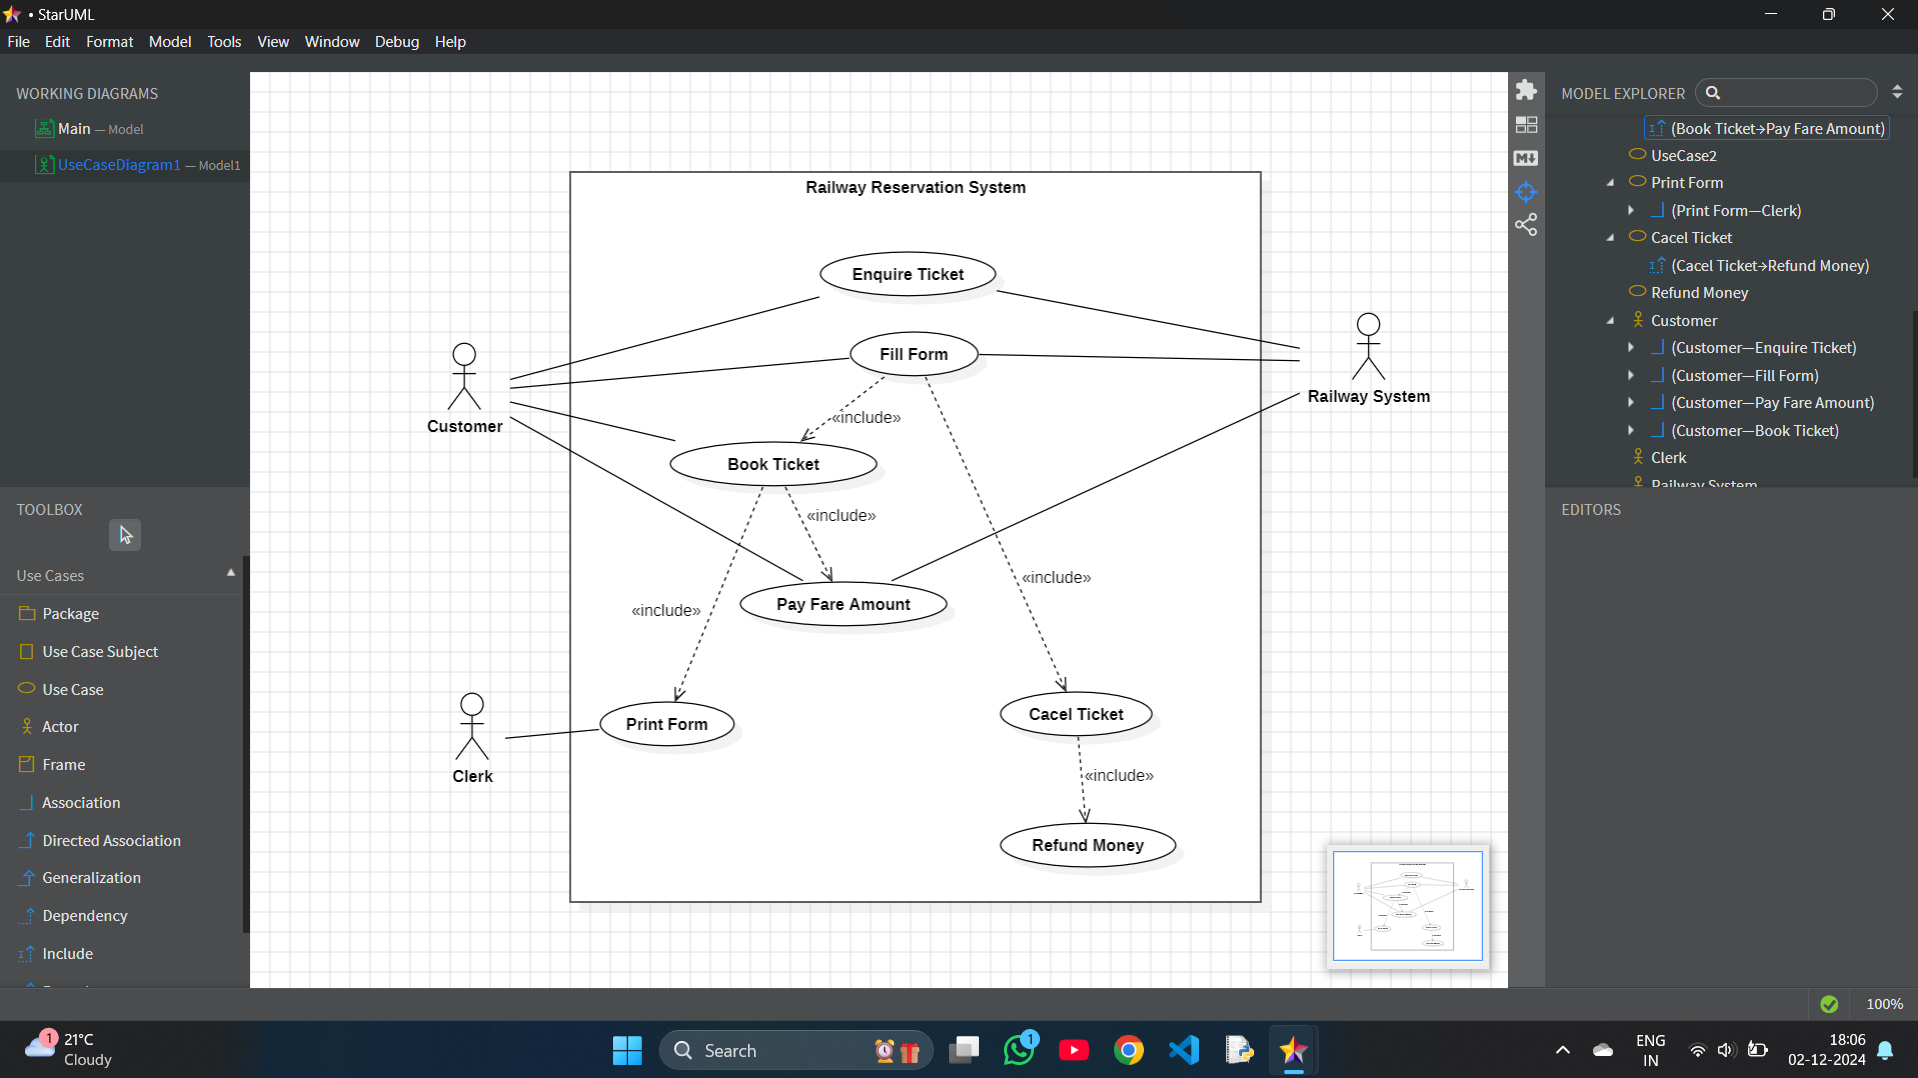 • StarUML
File Edit Format Model Tools View Window Debug Help
WORKING DIAGRAMS
Main — Model
UseCaseDiagram1 — Model1
TOOLBOX
Use Cases
Package
Use Case Subject
Use Case
Actor
Frame
Association
Directed Association
Generalization
Dependency
Include
Railway Reservation System
Enquire Ticket
Fill Form
«include»
Customer
Railway System
Book Ticket
«include»
«include»
Pay Fare Amount
«include»
Print Form
Cacel Ticket
Clerk
«include»
Refund Money
MODEL EXPLORER
(Book Ticket→Pay Fare Amount)
UseCase2
Print Form
(Print Form—Clerk)
Cacel Ticket
(Cacel Ticket→Refund Money)
Refund Money
Customer
(Customer—Enquire Ticket)
(Customer—Fill Form)
(Customer—Pay Fare Amount)
(Customer—Book Ticket)
Clerk
Railway System
EDITORS
100%
1
21°C
Cloudy
Search
1
ENG
IN
18:06
02-12-2024